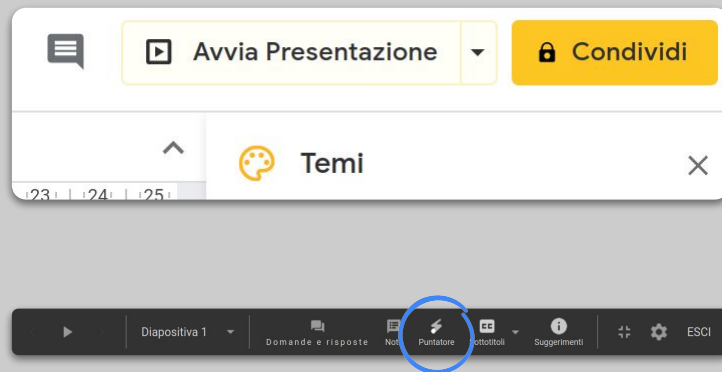 Avvia Presentazione
Condividi
Temi
23 24 25
Diapositiva 1
Domande e risposte
Note
Puntatore
Sottotitoli
Suggerimenti
ESCI